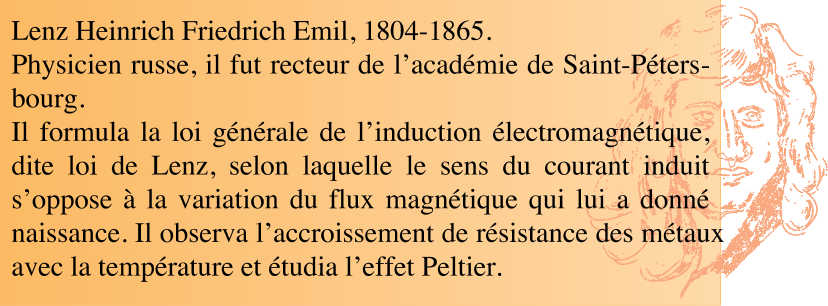 Lenz Heinrich Friedrich Emil, 1804-1865.
Physicien russe, il fut recteur de l’académie de Saint-Péters-
bourg.
Il formula la loi générale de l’induction électromagnétique,
dite loi de Lenz, selon laquelle le sens du courant induit
s’oppose à la variation du flux magnétique qui lui a donné
naissance. Il observa l’accroissement de résistance des métaux
avec la température et étudia l’effet Peltier.